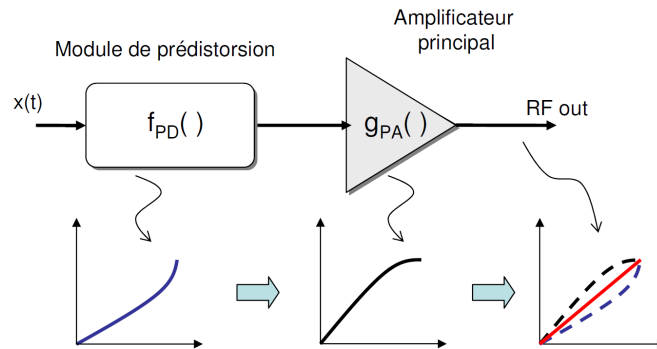 Amplificateur
principal
Module de prédistorsion
x(t)
f_PD( )
g_PA( )
RF out